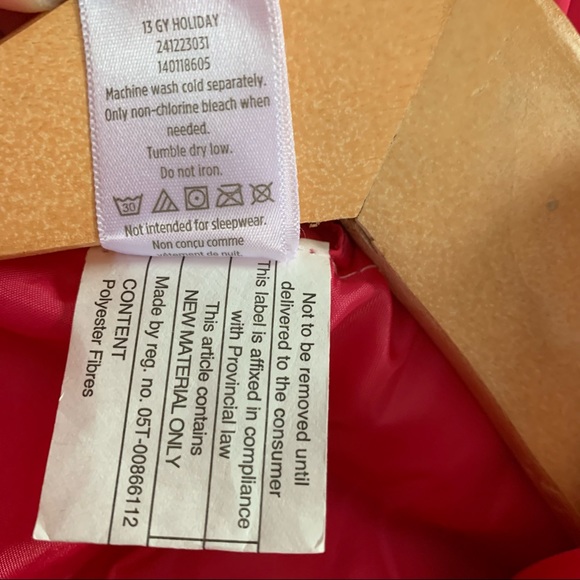 13 GY HOLIDAY
241223031
140118605
Machine wash cold separately.
Only non-chlorine bleach when
needed.
Tumble dry low.
Do not iron.
30
Not intended for sleepwear.
Non conçu comme
vêtement de nuit.
Not to be removed until
delivered to the consumer
This label is affixed in compliance
with Provincial law
This article contains
NEW MATERIAL ONLY
Made by reg. no. 05T-00866112
CONTENT
Polyester Fibres